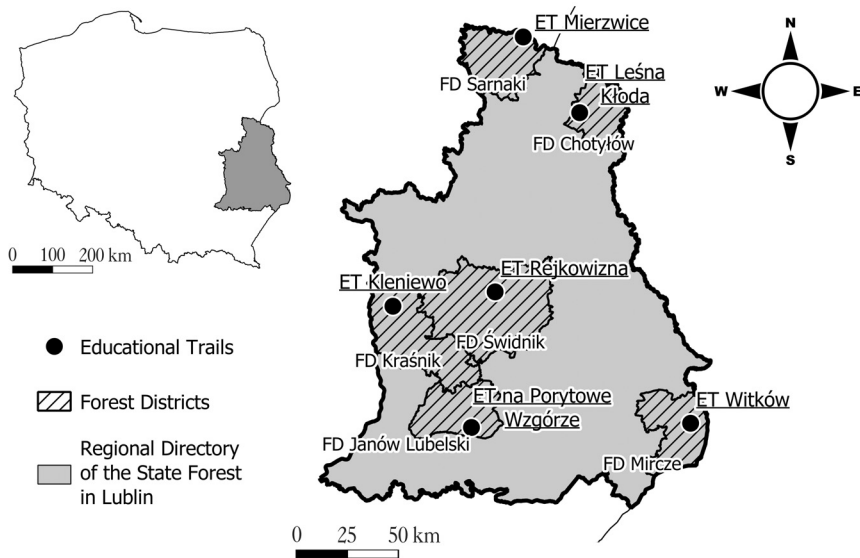 0 100 200 km
Educational Trails
Forest Districts
Regional Directory
of the State Forest
in Lublin
ET Mierzwice
FD Sarnaki
ET Leśna
Kłoda
FD Chotyłów
ET Kleniewo
ET Rejkowizna
FD Kraśnik
FD Świdnik
ET na Porytowe
Wzgórze
FD Janów Lubelski
ET Witków
FD Mircze
0 25 50 km
N
W E
S